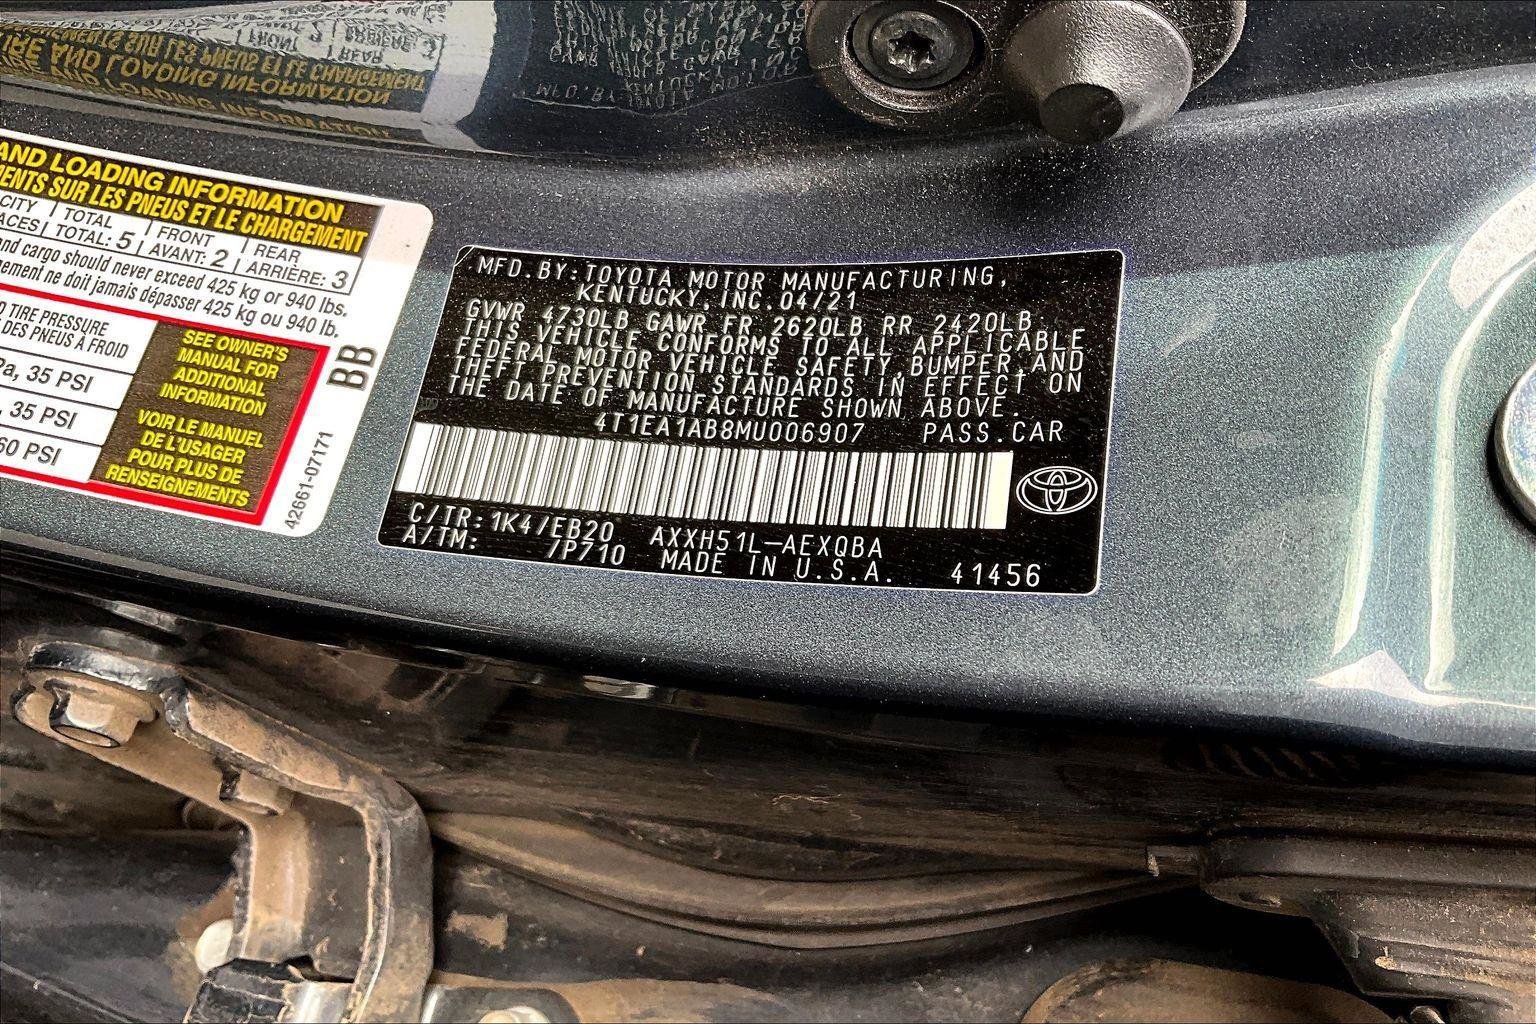 AND LOADING INFORMATION
MENTS SUR LES PNEUS ET LE CHARGEMENT
TOTAL
TOTAL: 5
FRONT
AVANT: 2
REAR
ARRIÈRE: 3
and cargo should never exceed 425 kg or 940 lbs.
ne doit jamais dépasser 425 kg ou 940 lb.
TIRE PRESSURE
DES PNEUS À FROID
35 PSI
35 PSI
60 PSI
SEE OWNER'S
MANUAL FOR
ADDITIONAL
INFORMATION
VOIR LE MANUEL
DE L'USAGER
POUR PLUS DE
RENSEIGNEMENTS
BB
42661-07171
MFD.BY:TOYOTA MOTOR MANUFACTURING,
KENTUCKY,INC.04/21
GVWR 4730LB GAWR FR 2620LB RR 2420LB
THIS VEHICLE CONFORMS TO ALL APPLICABLE
FEDERAL MOTOR VEHICLE SAFETY,BUMPER,AND
THEFT PREVENTION STANDARDS IN EFFECT ON
THE DATE OF MANUFACTURE SHOWN ABOVE.
4T1EA1AB8MU006907 PASS.CAR
C/TR:1K4/EB20 AXXH51L-AEXQBA
A/TM: /P710 MADE IN U.S.A. 41456